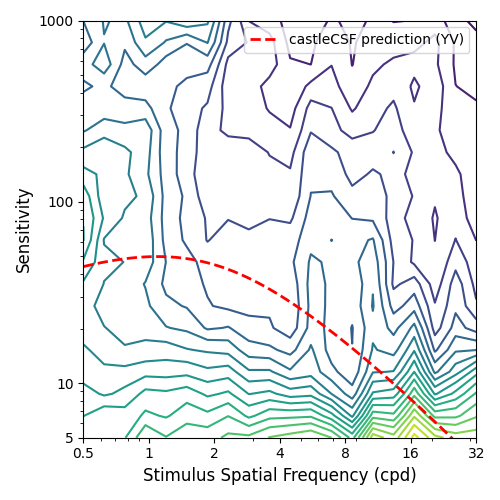 1000
castleCSF prediction (YV)
100
10
5
Sensitivity
0.5 1 2 4 8 16 32
Stimulus Spatial Frequency (cpd)